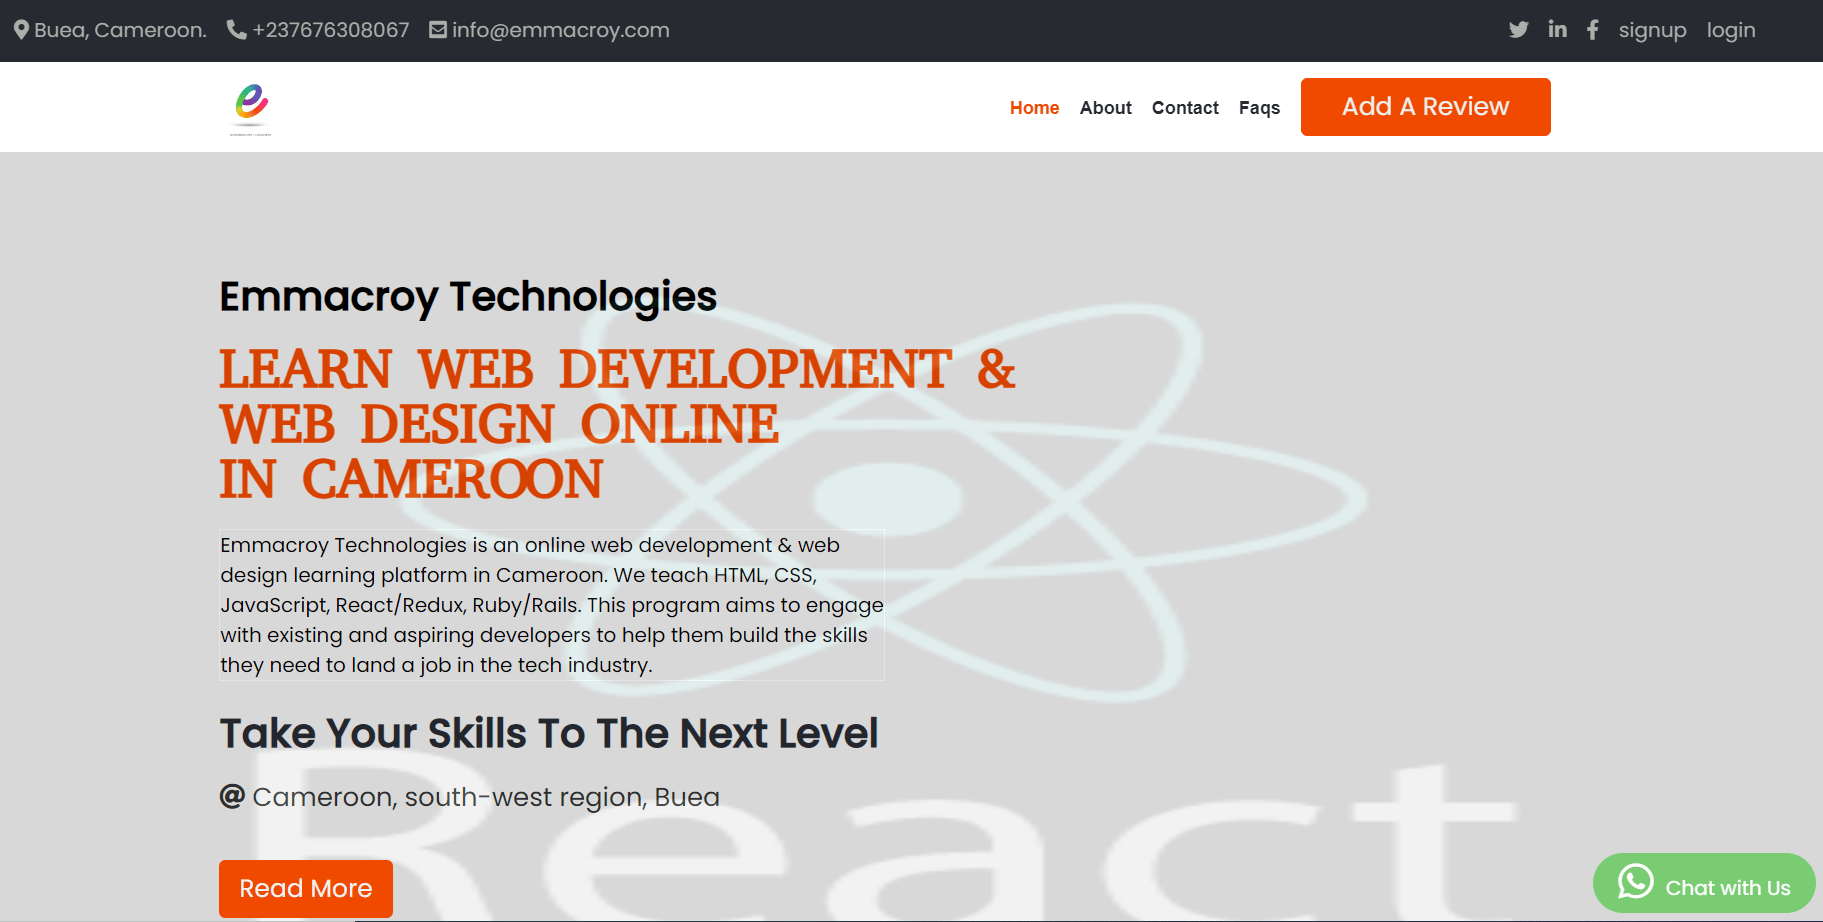 Buea, Cameroon. +237676308067 info@emmacroy.com signup login
Home About Contact Faqs Add A Review
Emmacroy Technologies
LEARN WEB DEVELOPMENT &
WEB DESIGN ONLINE
IN CAMEROON
Emmacroy Technologies is an online web development & web
design learning platform in Cameroon. We teach HTML, CSS,
JavaScript, React/Redux, Ruby/Rails. This program aims to engage
with existing and aspiring developers to help them build the skills
they need to land a job in the tech industry.
Take Your Skills To The Next Level
@ Cameroon, south-west region, Buea
React
Read More
Chat with Us